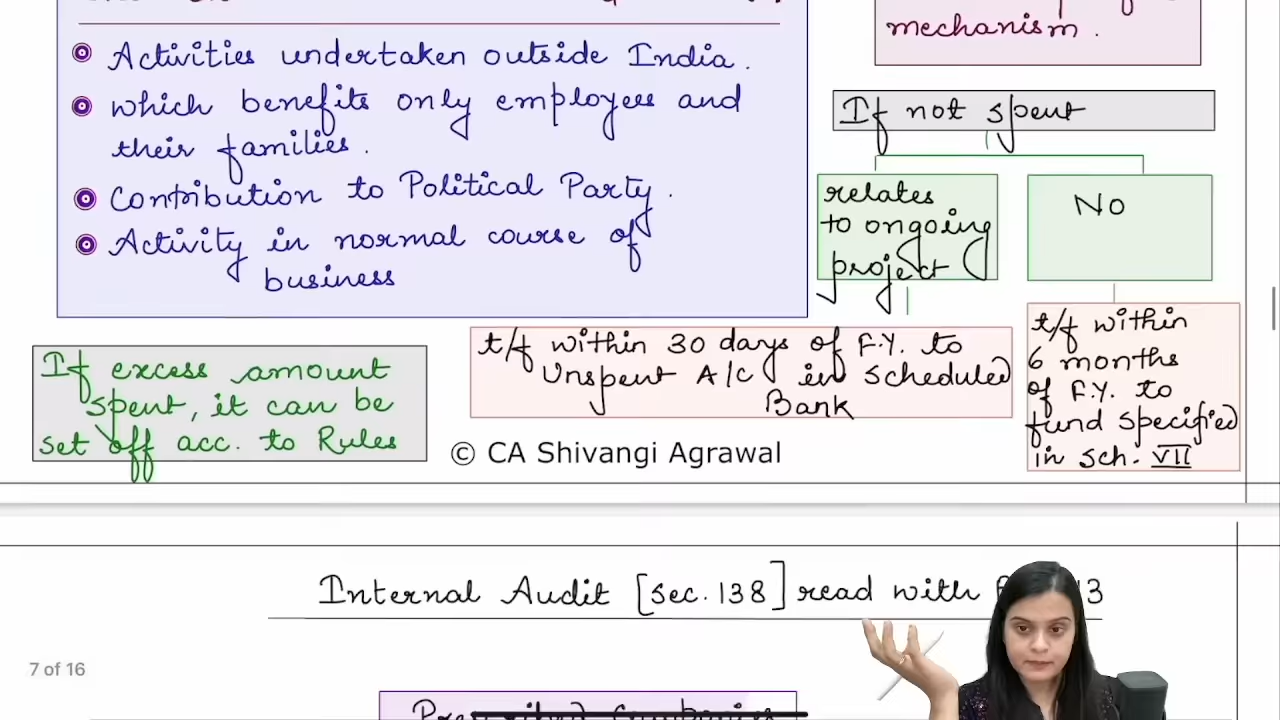 mechanism.
Activities undertaken outside India.
which benefits only employees and
their families.
Contribution to Political Party.
Activity in normal course of
business
If not spent
relates
to ongoing
project
No
t/f within 30 days of F.Y. to
Unspent A/C in scheduled
Bank
t/f within
6 months
of F.Y. to
fund specified
in sch. VII
If excess amount
spent, it can be
set off acc. to Rules
© CA Shivangi Agrawal
Internal Audit [sec. 138] read with 13
7 of 16